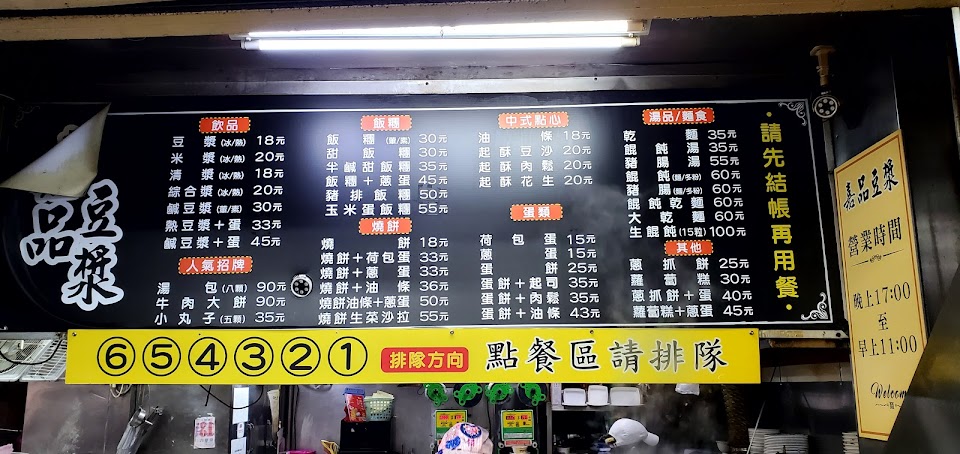 品豆漿
飲品
豆漿(冰/熱) 18元
米漿(冰/熱) 20元
清漿(冰/熱) 18元
綜合漿(冰/熱) 20元
鹹豆漿(葷/素) 30元
熱豆漿+蛋 33元
鹹豆漿+蛋 45元
人氣招牌
湯包(八顆) 90元
牛肉大餅 90元
小丸子(五顆) 35元
飯糰
飯糰(葷/素) 30元
甜飯糰 30元
半鹹甜飯糰 35元
飯糰+蔥蛋 45元
豬排飯糰 50元
玉米蛋飯糰 55元
燒餅
燒餅 18元
燒餅+荷包蛋 33元
燒餅+蔥蛋 33元
燒餅+油條 36元
燒餅油條+蔥蛋 50元
燒餅生菜沙拉 55元
中式點心
油條 18元
起酥豆沙 20元
起酥肉鬆 20元
起酥花生 20元
蛋類
荷包蛋 15元
蔥蛋 15元
蛋餅 25元
蛋餅+起司 35元
蛋餅+肉鬆 35元
蛋餅+油條 43元
湯品/麵食
乾麵 35元
餛飩湯 35元
豬腸湯 55元
餛飩(麵/冬粉) 60元
豬腸(麵/冬粉) 60元
餛飩乾麵 60元
大乾麵 60元
生餛飩(15粒) 100元
其他
蔥抓餅 25元
蘿蔔糕 30元
蔥抓餅+蛋 40元
蘿蔔糕+蔥蛋 45元
·請先結帳再用餐·
嘉品豆漿
營業時間
晚上17:00
至
早上11:00
Welcome
⑥⑤④③②① 排隊方向 點餐區請排隊